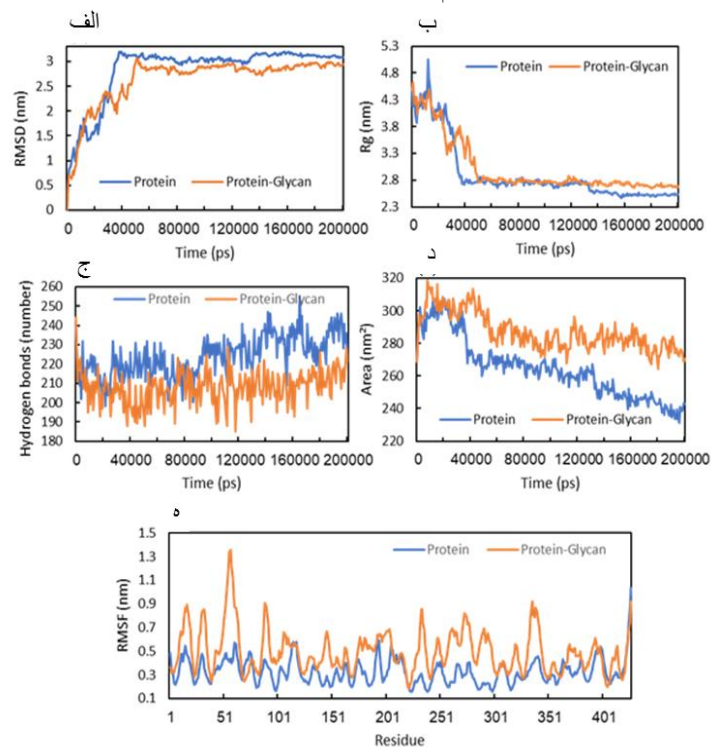 الف
ب
3
2.5
2
1.5
1
0.5
0
RMSD (nm)
Protein
Protein-Glycan
0 40000 80000 120000 160000 200000
Time (ps)
5.3
4.8
4.3
3.8
3.3
2.8
2.3
Rg (nm)
Protein
Protein-Glycan
0 40000 80000 120000 160000 200000
Time (ps)
ج
د
260
250
240
230
220
210
200
190
180
Hydrogen bonds (number)
Protein
Protein-Glycan
0 40000 80000 120000 160000 200000
Time (ps)
320
300
280
260
240
220
Area (nm²)
Protein
Protein-Glycan
0 40000 80000 120000 160000 200000
Time (ps)
ه
1.5
1.3
1.1
0.9
0.7
0.5
0.3
0.1
RMSF (nm)
Protein
Protein-Glycan
1 51 101 151 201 251 301 351 401
Residue